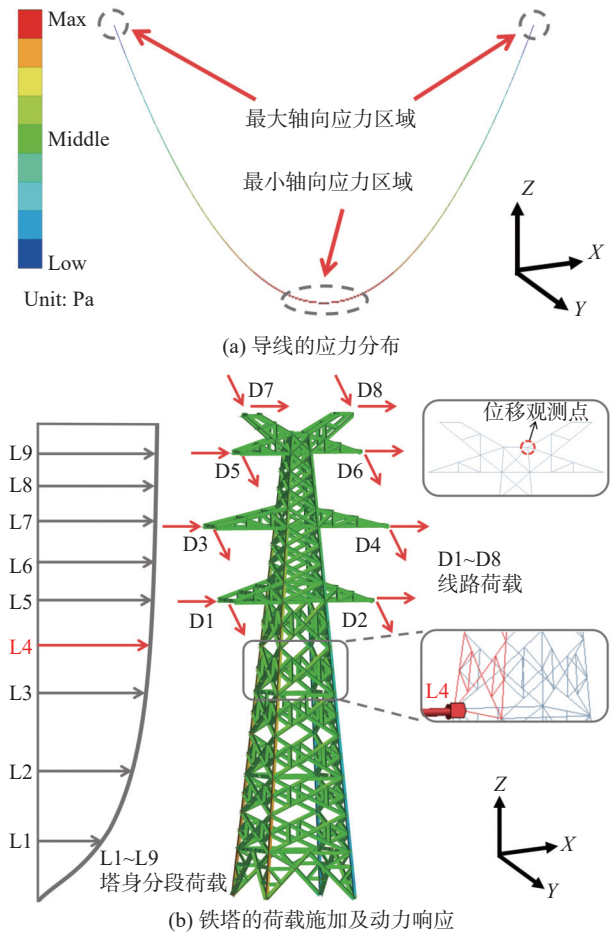 Max
Middle
Low
Unit: Pa
最大轴向应力区域
最小轴向应力区域
Z
X
Y
(a) 导线的应力分布
L9
L8
L7
L6
L5
L4
L3
L2
L1
L1~L9
塔身分段荷载
D7
D8
D5
D6
D3
D4
D1
D2
位移观测点
D1~D8
线路荷载
L4
Z
X
Y
(b) 铁塔的荷载施加及动力响应